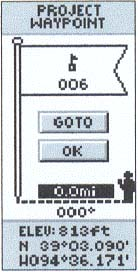 PROJECT
WAYPOINT
006
GOTO
OK
0.0mi
000°
ELEV: 813ft
N 39°03.090'
W094°36.171'